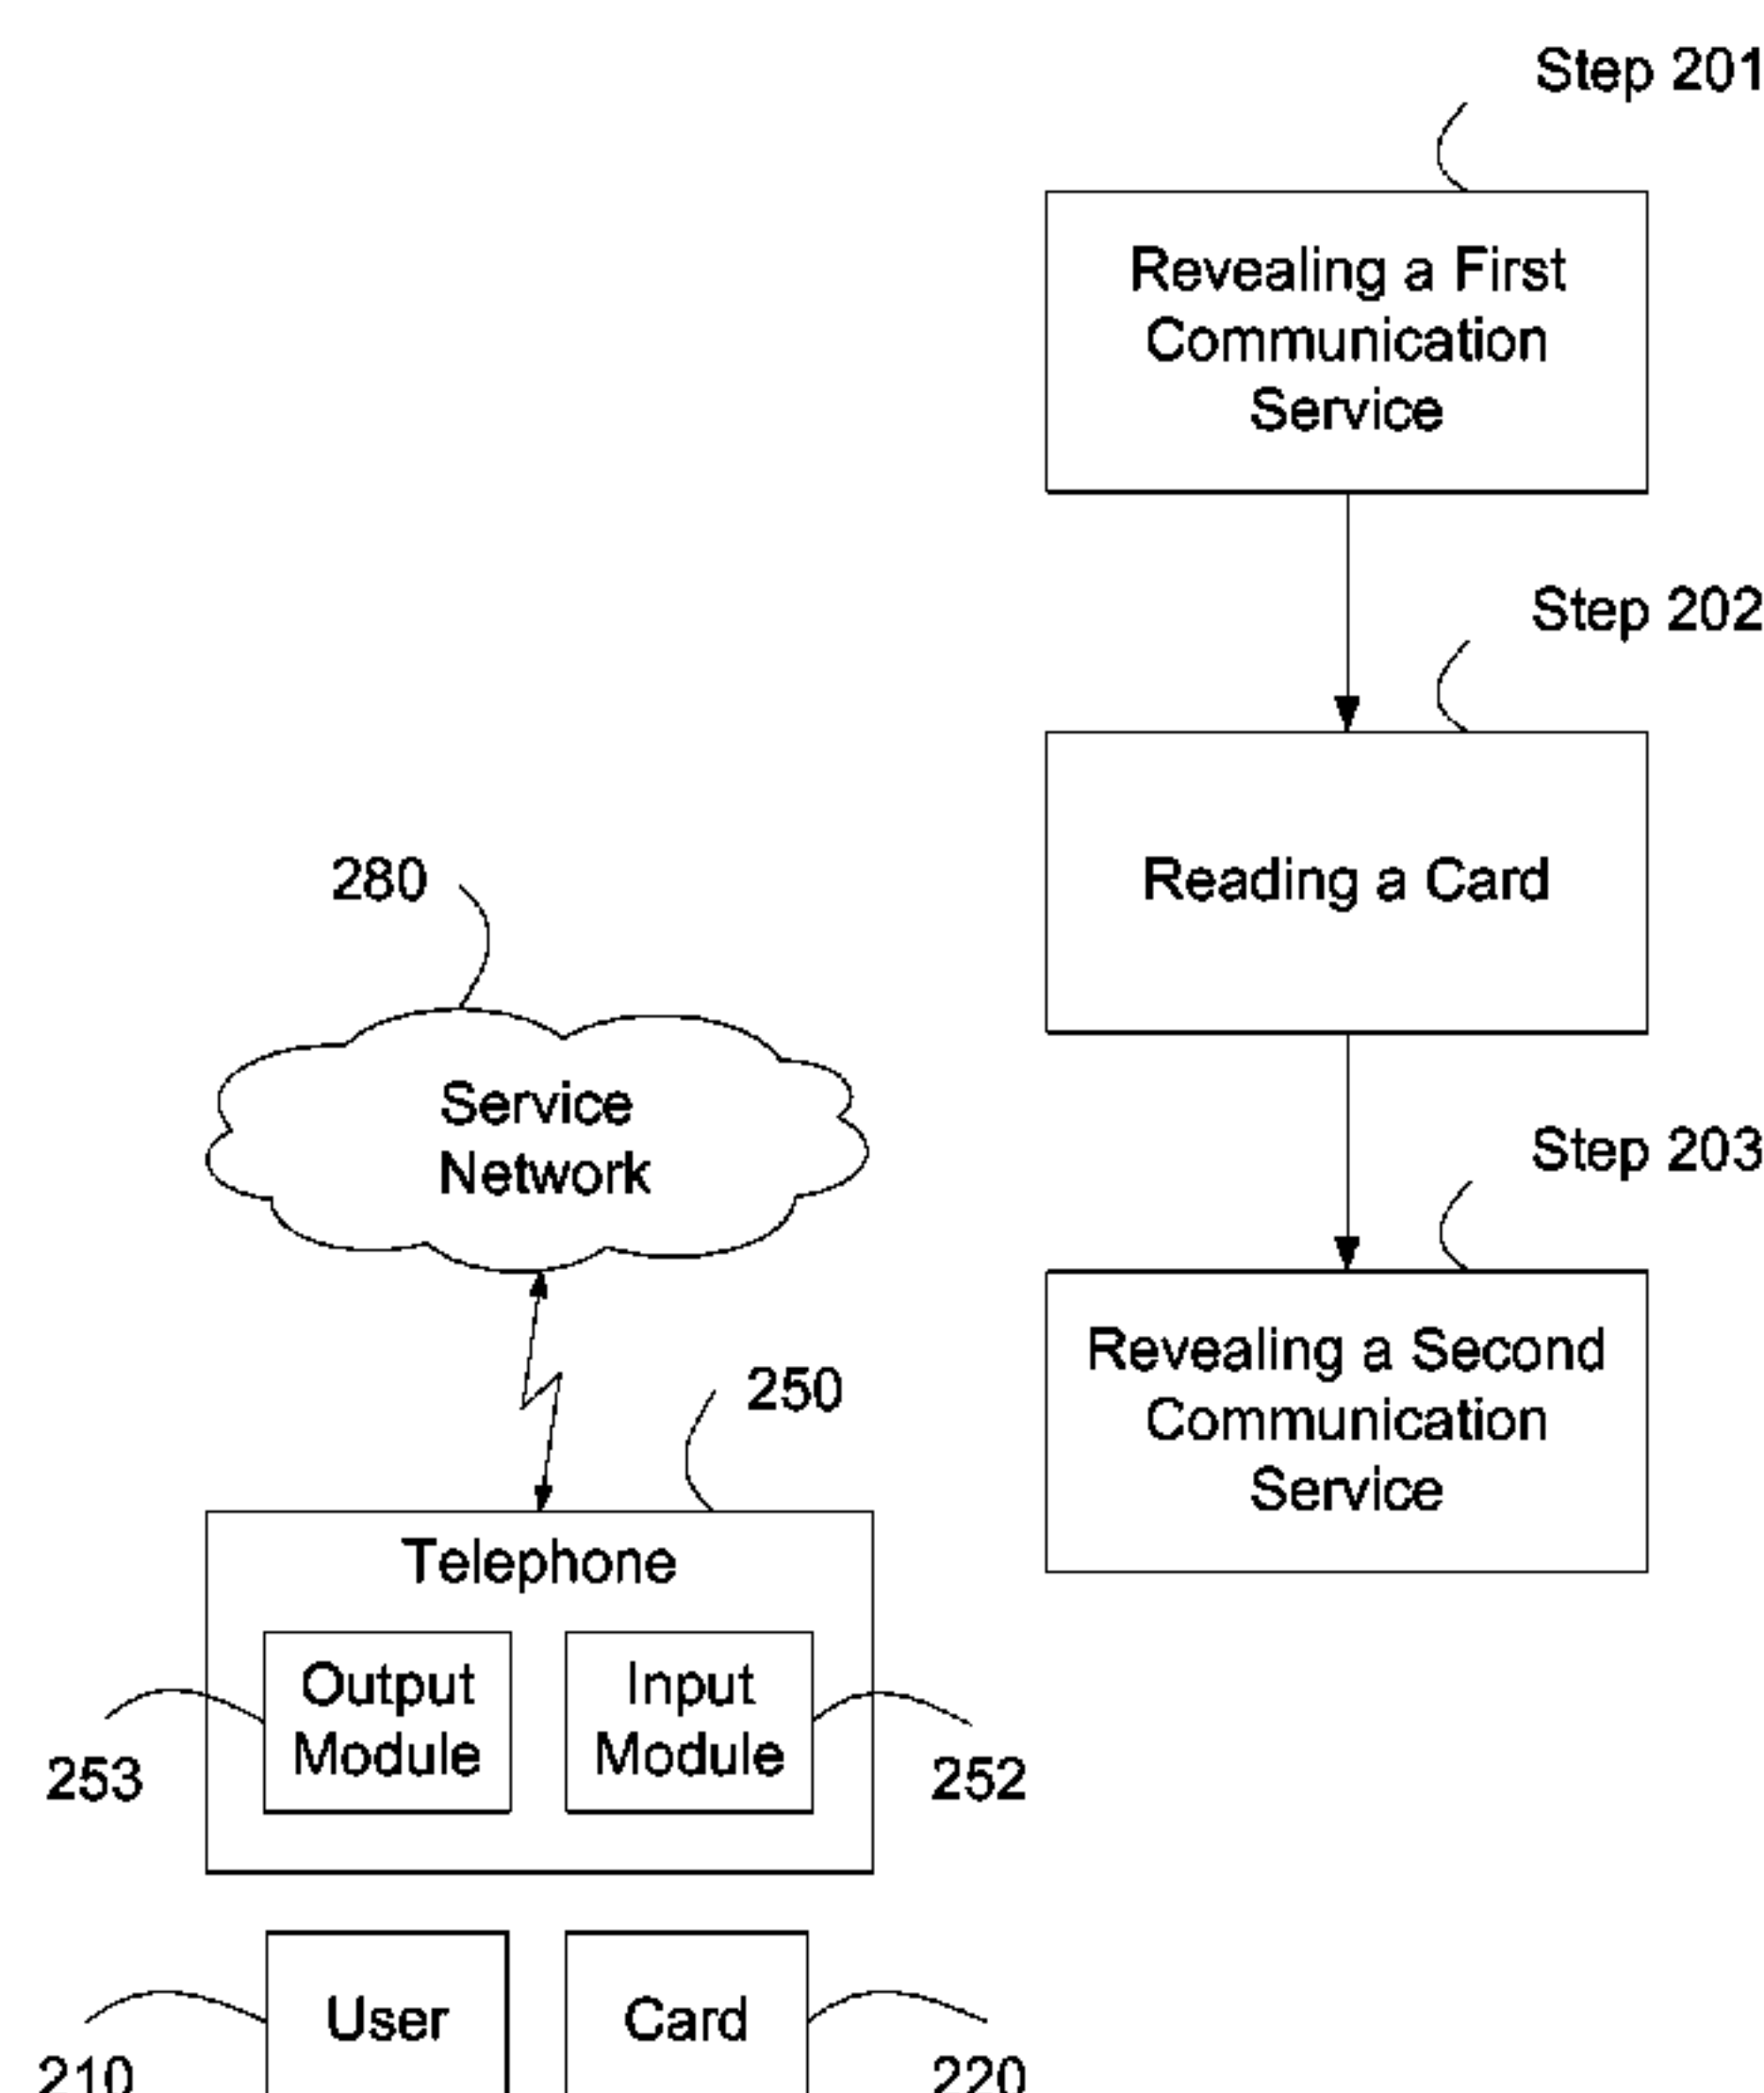 Step 201
Revealing a First
Communication
Service
Step 202
Reading a Card
280
Service
Network
Step 203
Revealing a Second
Communication
Service
250
Telephone
Output
Module
Input
Module
253
252
User
Card
210
220